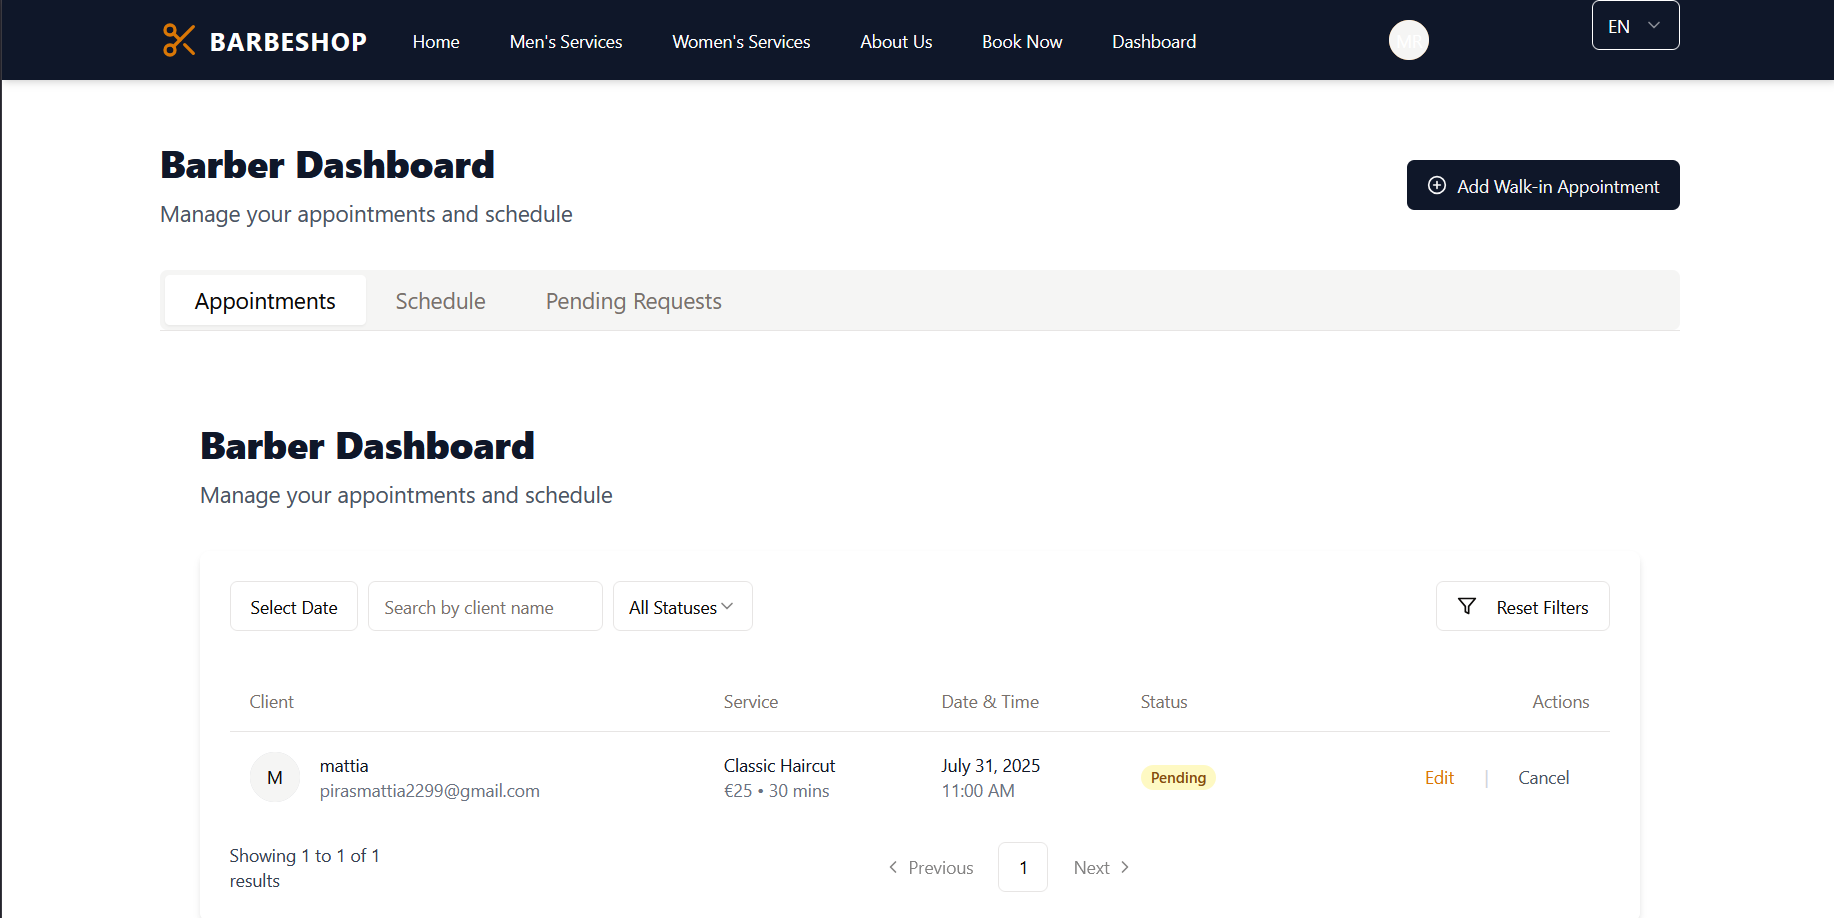 BARBESHOP Home Men's Services Women's Services About Us Book Now Dashboard MR EN
Barber Dashboard
Manage your appointments and schedule
Add Walk-in Appointment
Appointments Schedule Pending Requests
Barber Dashboard
Manage your appointments and schedule
Select Date Search by client name All Statuses Reset Filters
Client Service Date & Time Status Actions
M mattia Classic Haircut July 31, 2025 Pending Edit | Cancel
pirasmattia2299@gmail.com €25 • 30 mins 11:00 AM
Showing 1 to 1 of 1
results
Previous 1 Next